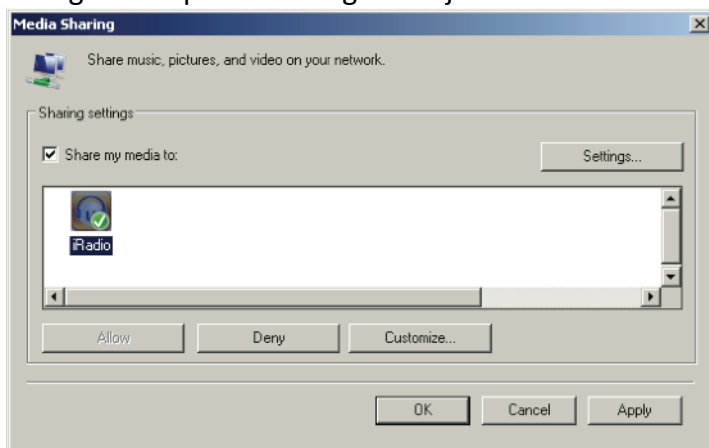 Media Sharing
Share music, pictures, and video on your network.
Sharing settings
Share my media to:
Settings...
iRadio
Allow
Deny
Customize...
OK
Cancel
Apply